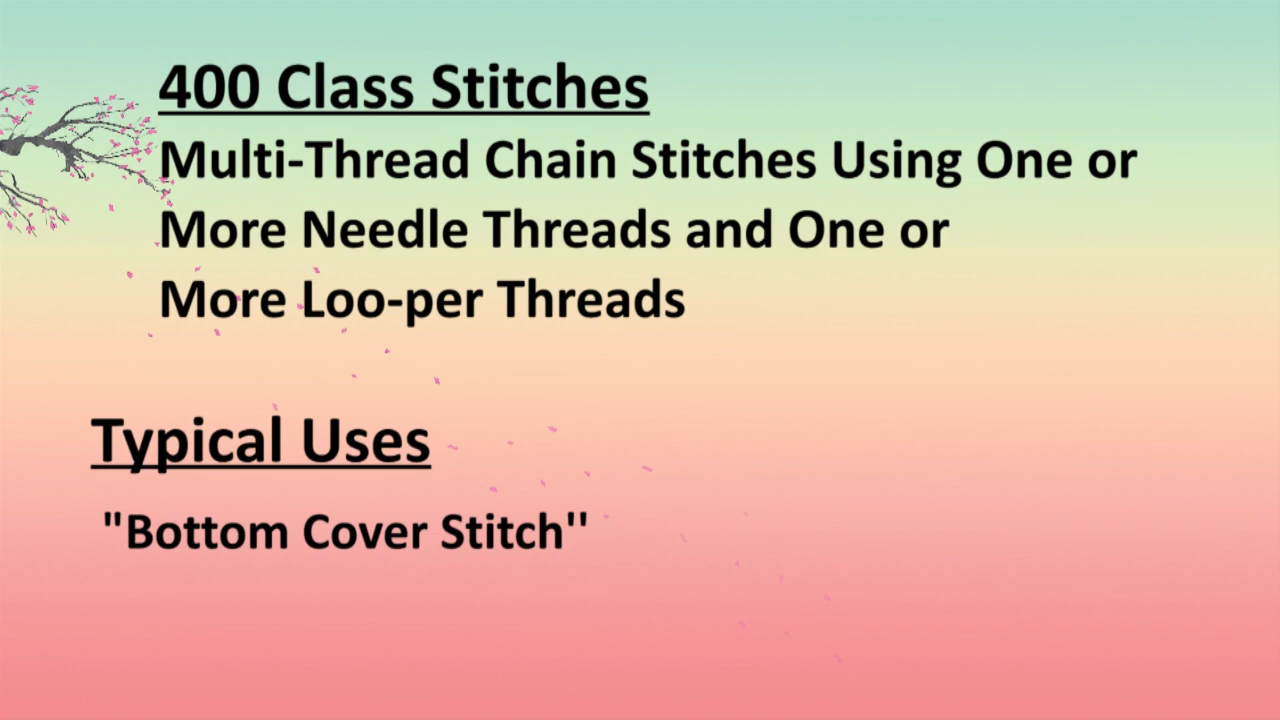 400 Class Stitches
Multi-Thread Chain Stitches Using One or
More Needle Threads and One or
More Loo-per Threads
Typical Uses
"Bottom Cover Stitch''